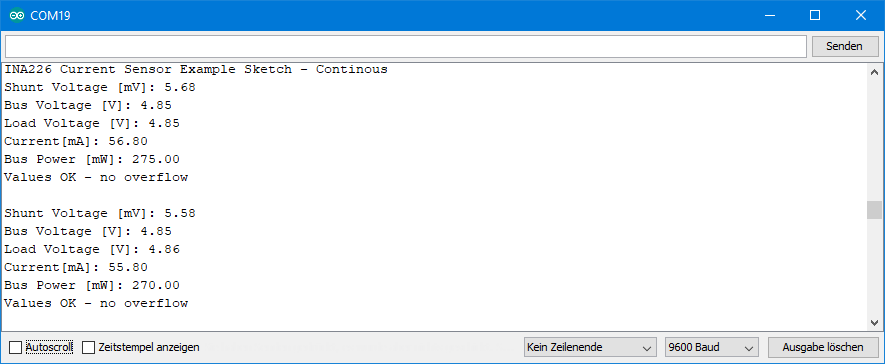 COM19
Senden
INA226 Current Sensor Example Sketch - Continous
Shunt Voltage [mV]: 5.68
Bus Voltage [V]: 4.85
Load Voltage [V]: 4.85
Current[mA]: 56.80
Bus Power [mW]: 275.00
Values OK - no overflow
Shunt Voltage [mV]: 5.58
Bus Voltage [V]: 4.85
Load Voltage [V]: 4.86
Current[mA]: 55.80
Bus Power [mW]: 270.00
Values OK - no overflow
Autoscroll Zeitstempel anzeigen Kein Zeilenende 9600 Baud Ausgabe löschen